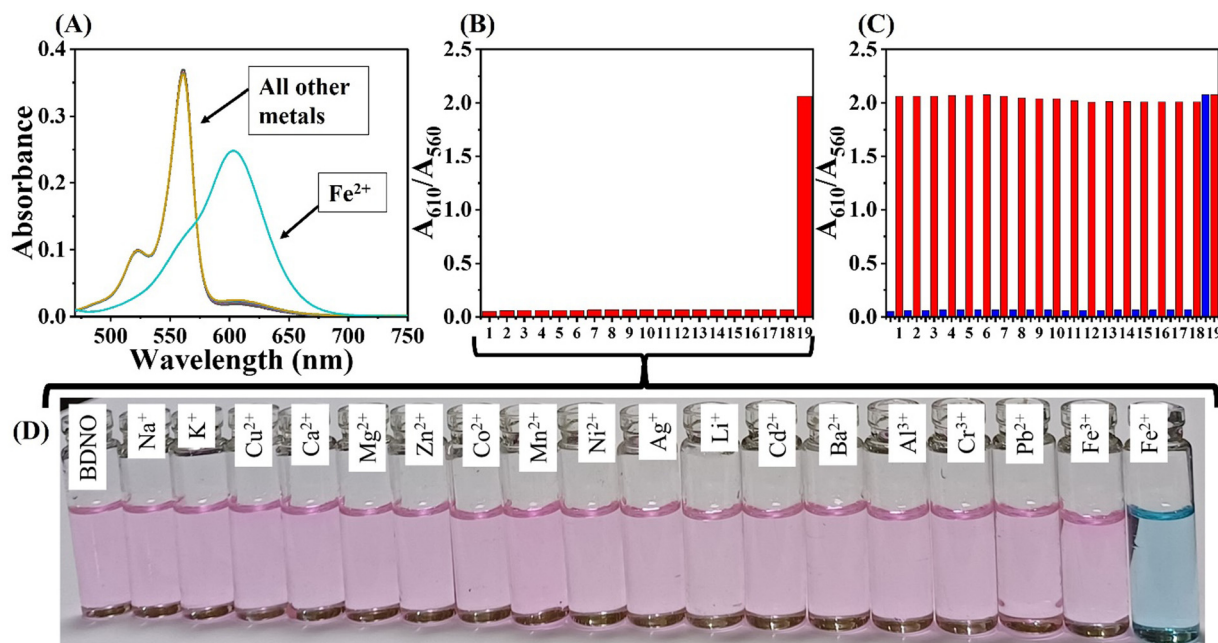 (A)
0.4
0.3
0.2
0.1
0.0
Absorbance
All other
metals
Fe²⁺
500 550 600 650 700 750
Wavelength (nm)
(B)
2.5
2.0
1.5
1.0
0.5
0.0
A₆₁₀/A₅₆₀
1 2 3 4 5 6 7 8 9 10 11 12 13 14 15 16 17 18 19
(C)
2.5
2.0
1.5
1.0
0.5
0.0
A₆₁₀/A₅₆₀
1 2 3 4 5 6 7 8 9 10 11 12 13 14 15 16 17 18 19
(D)
BDNO
Na⁺
K⁺
Cu²⁺
Ca²⁺
Mg²⁺
Zn²⁺
Co²⁺
Mn²⁺
Ni²⁺
Ag⁺
Li⁺
Cd²⁺
Ba²⁺
Al³⁺
Cr³⁺
Pb²⁺
Fe³⁺
Fe²⁺